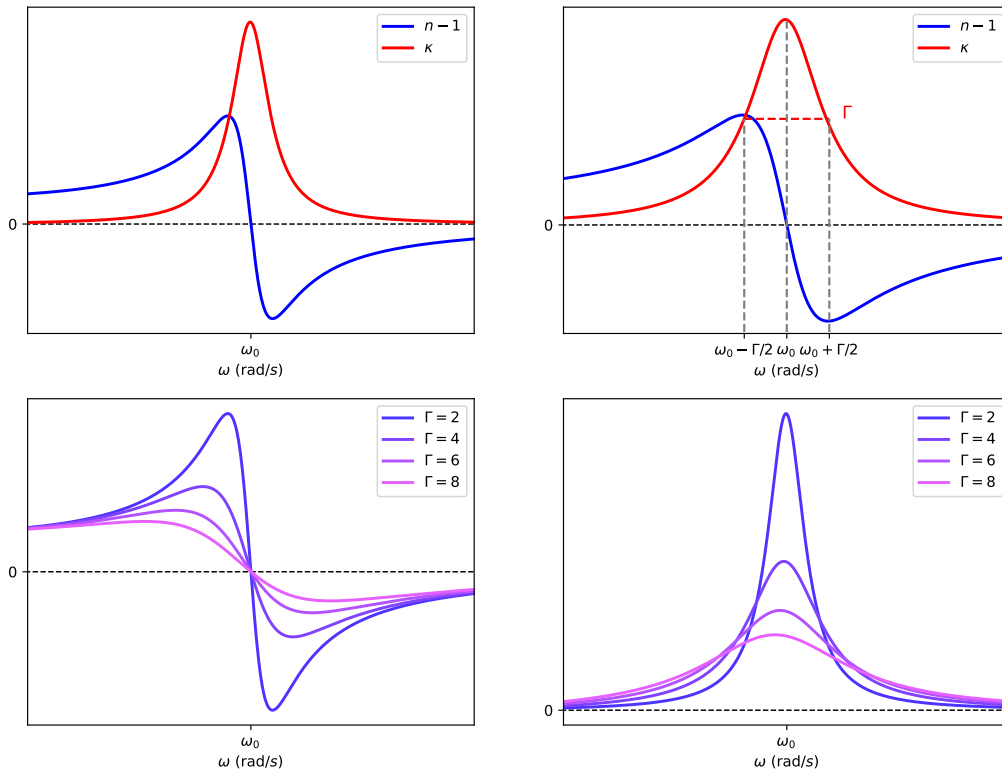 n − 1
κ
0
ω₀
ω (rad/s)
n − 1
κ
Γ
0
ω₀ − Γ/2 ω₀ ω₀ + Γ/2
ω (rad/s)
Γ = 2
Γ = 4
Γ = 6
Γ = 8
0
ω₀
ω (rad/s)
Γ = 2
Γ = 4
Γ = 6
Γ = 8
0
ω₀
ω (rad/s)